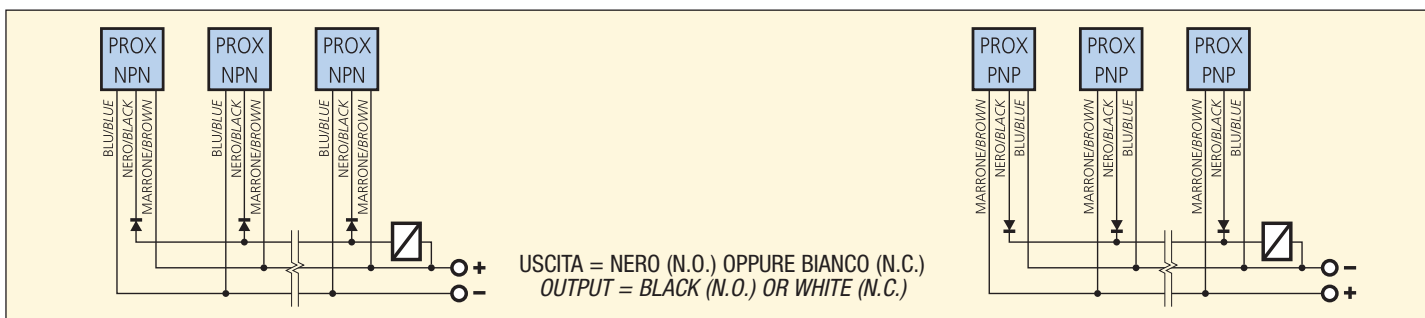 PROX
NPN
PROX
NPN
PROX
NPN
BLU/BLUE
NERO/BLACK
MARRONE/BROWN
BLU/BLUE
NERO/BLACK
MARRONE/BROWN
BLU/BLUE
NERO/BLACK
MARRONE/BROWN
+
−
USCITA = NERO (N.O.) OPPURE BIANCO (N.C.)
OUTPUT = BLACK (N.O.) OR WHITE (N.C.)
PROX
PNP
PROX
PNP
PROX
PNP
MARRONE/BROWN
NERO/BLACK
BLU/BLUE
MARRONE/BROWN
NERO/BLACK
BLU/BLUE
MARRONE/BROWN
NERO/BLACK
BLU/BLUE
−
+